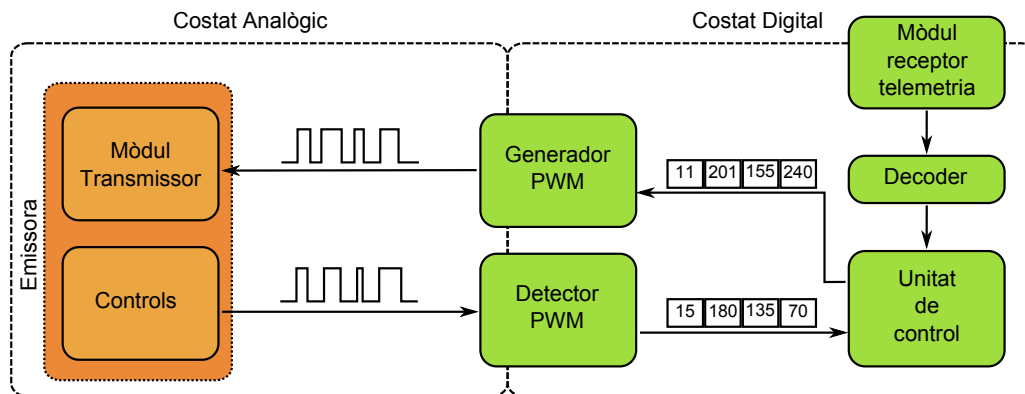 Costat Analògic
Costat Digital
Mòdul
receptor
telemetria
Emissora
Mòdul
Transmissor
Generador
PWM
11 201 155 240
Decoder
Controls
Detector
PWM
15 180 135 70
Unitat
de
control